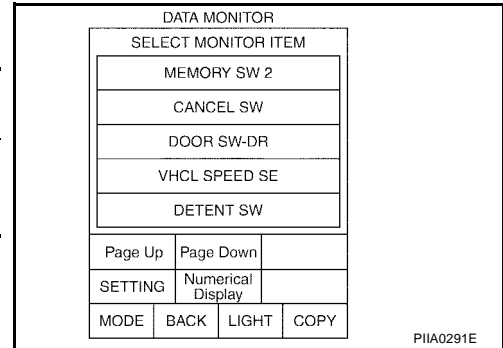 DATA MONITOR
SELECT MONITOR ITEM
MEMORY SW 2
CANCEL SW
DOOR SW-DR
VHCL SPEED SE
DETENT SW
Page Up Page Down
SETTING Numerical Display
MODE BACK LIGHT COPY
PIIA0291E